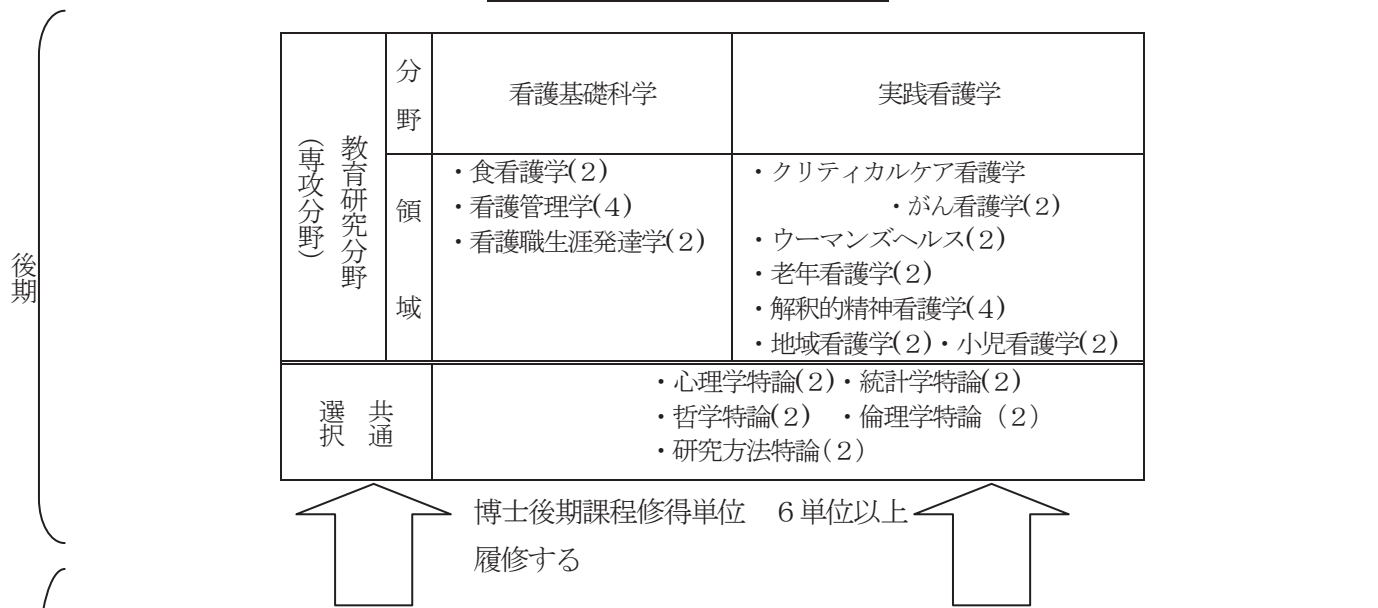 後期
教育研究分野
(専攻分野)
分野
看護基礎科学
実践看護学
領域
・食看護学(２)
・看護管理学(４)
・看護職生涯発達学(２)
・クリティカルケア看護学
・がん看護学(２)
・ウーマンズヘルス(２)
・老年看護学(２)
・解釈的精神看護学(４)
・地域看護学(２)・小児看護学(２)
共通
選択
・心理学特論(２)・統計学特論(２)
・哲学特論(２)　・倫理学特論（２）
・研究方法特論(２)
博士後期課程修得単位　６単位以上
履修する